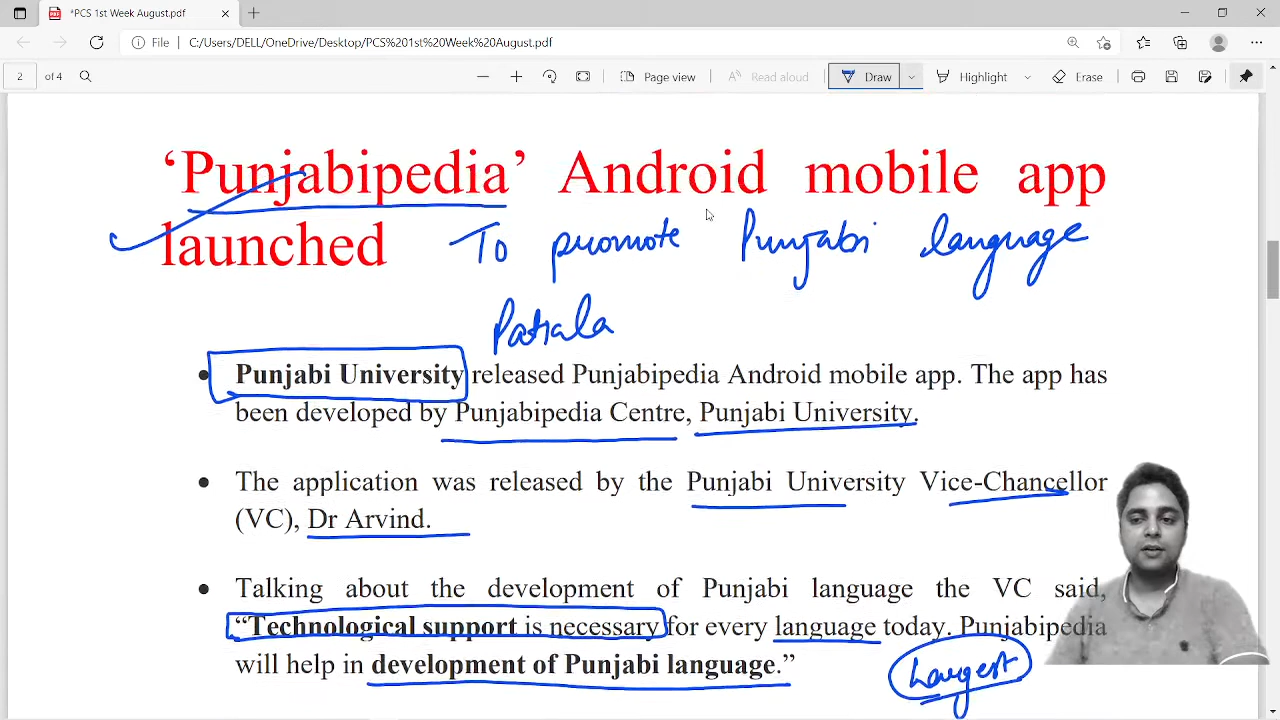 *PCS 1st Week August.pdf
File C:/Users/DELL/OneDrive/Desktop/PCS%201st%20Week%20August.pdf
2 of 4 Page view Read aloud Draw Highlight Erase
‘Punjabipedia’ Android mobile app
launched To promote Punjabi language
Patiala
• Punjabi University released Punjabipedia Android mobile app. The app has
been developed by Punjabipedia Centre, Punjabi University.
• The application was released by the Punjabi University Vice-Chancellor
(VC), Dr Arvind.
• Talking about the development of Punjabi language the VC said,
“Technological support is necessary for every language today. Punjabipedia
will help in development of Punjabi language.” Largest